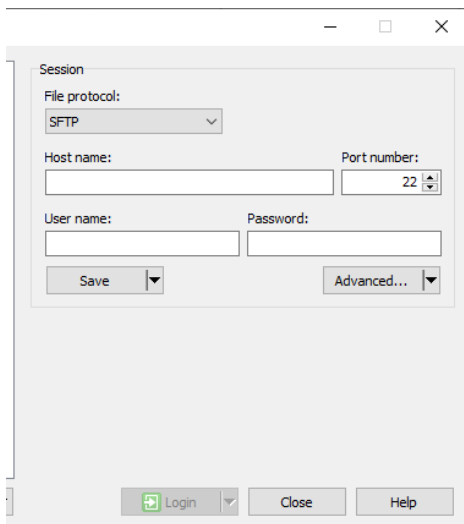 Session
File protocol:
SFTP
Host name: Port number:
22
User name: Password:
Save Advanced...
Login Close Help